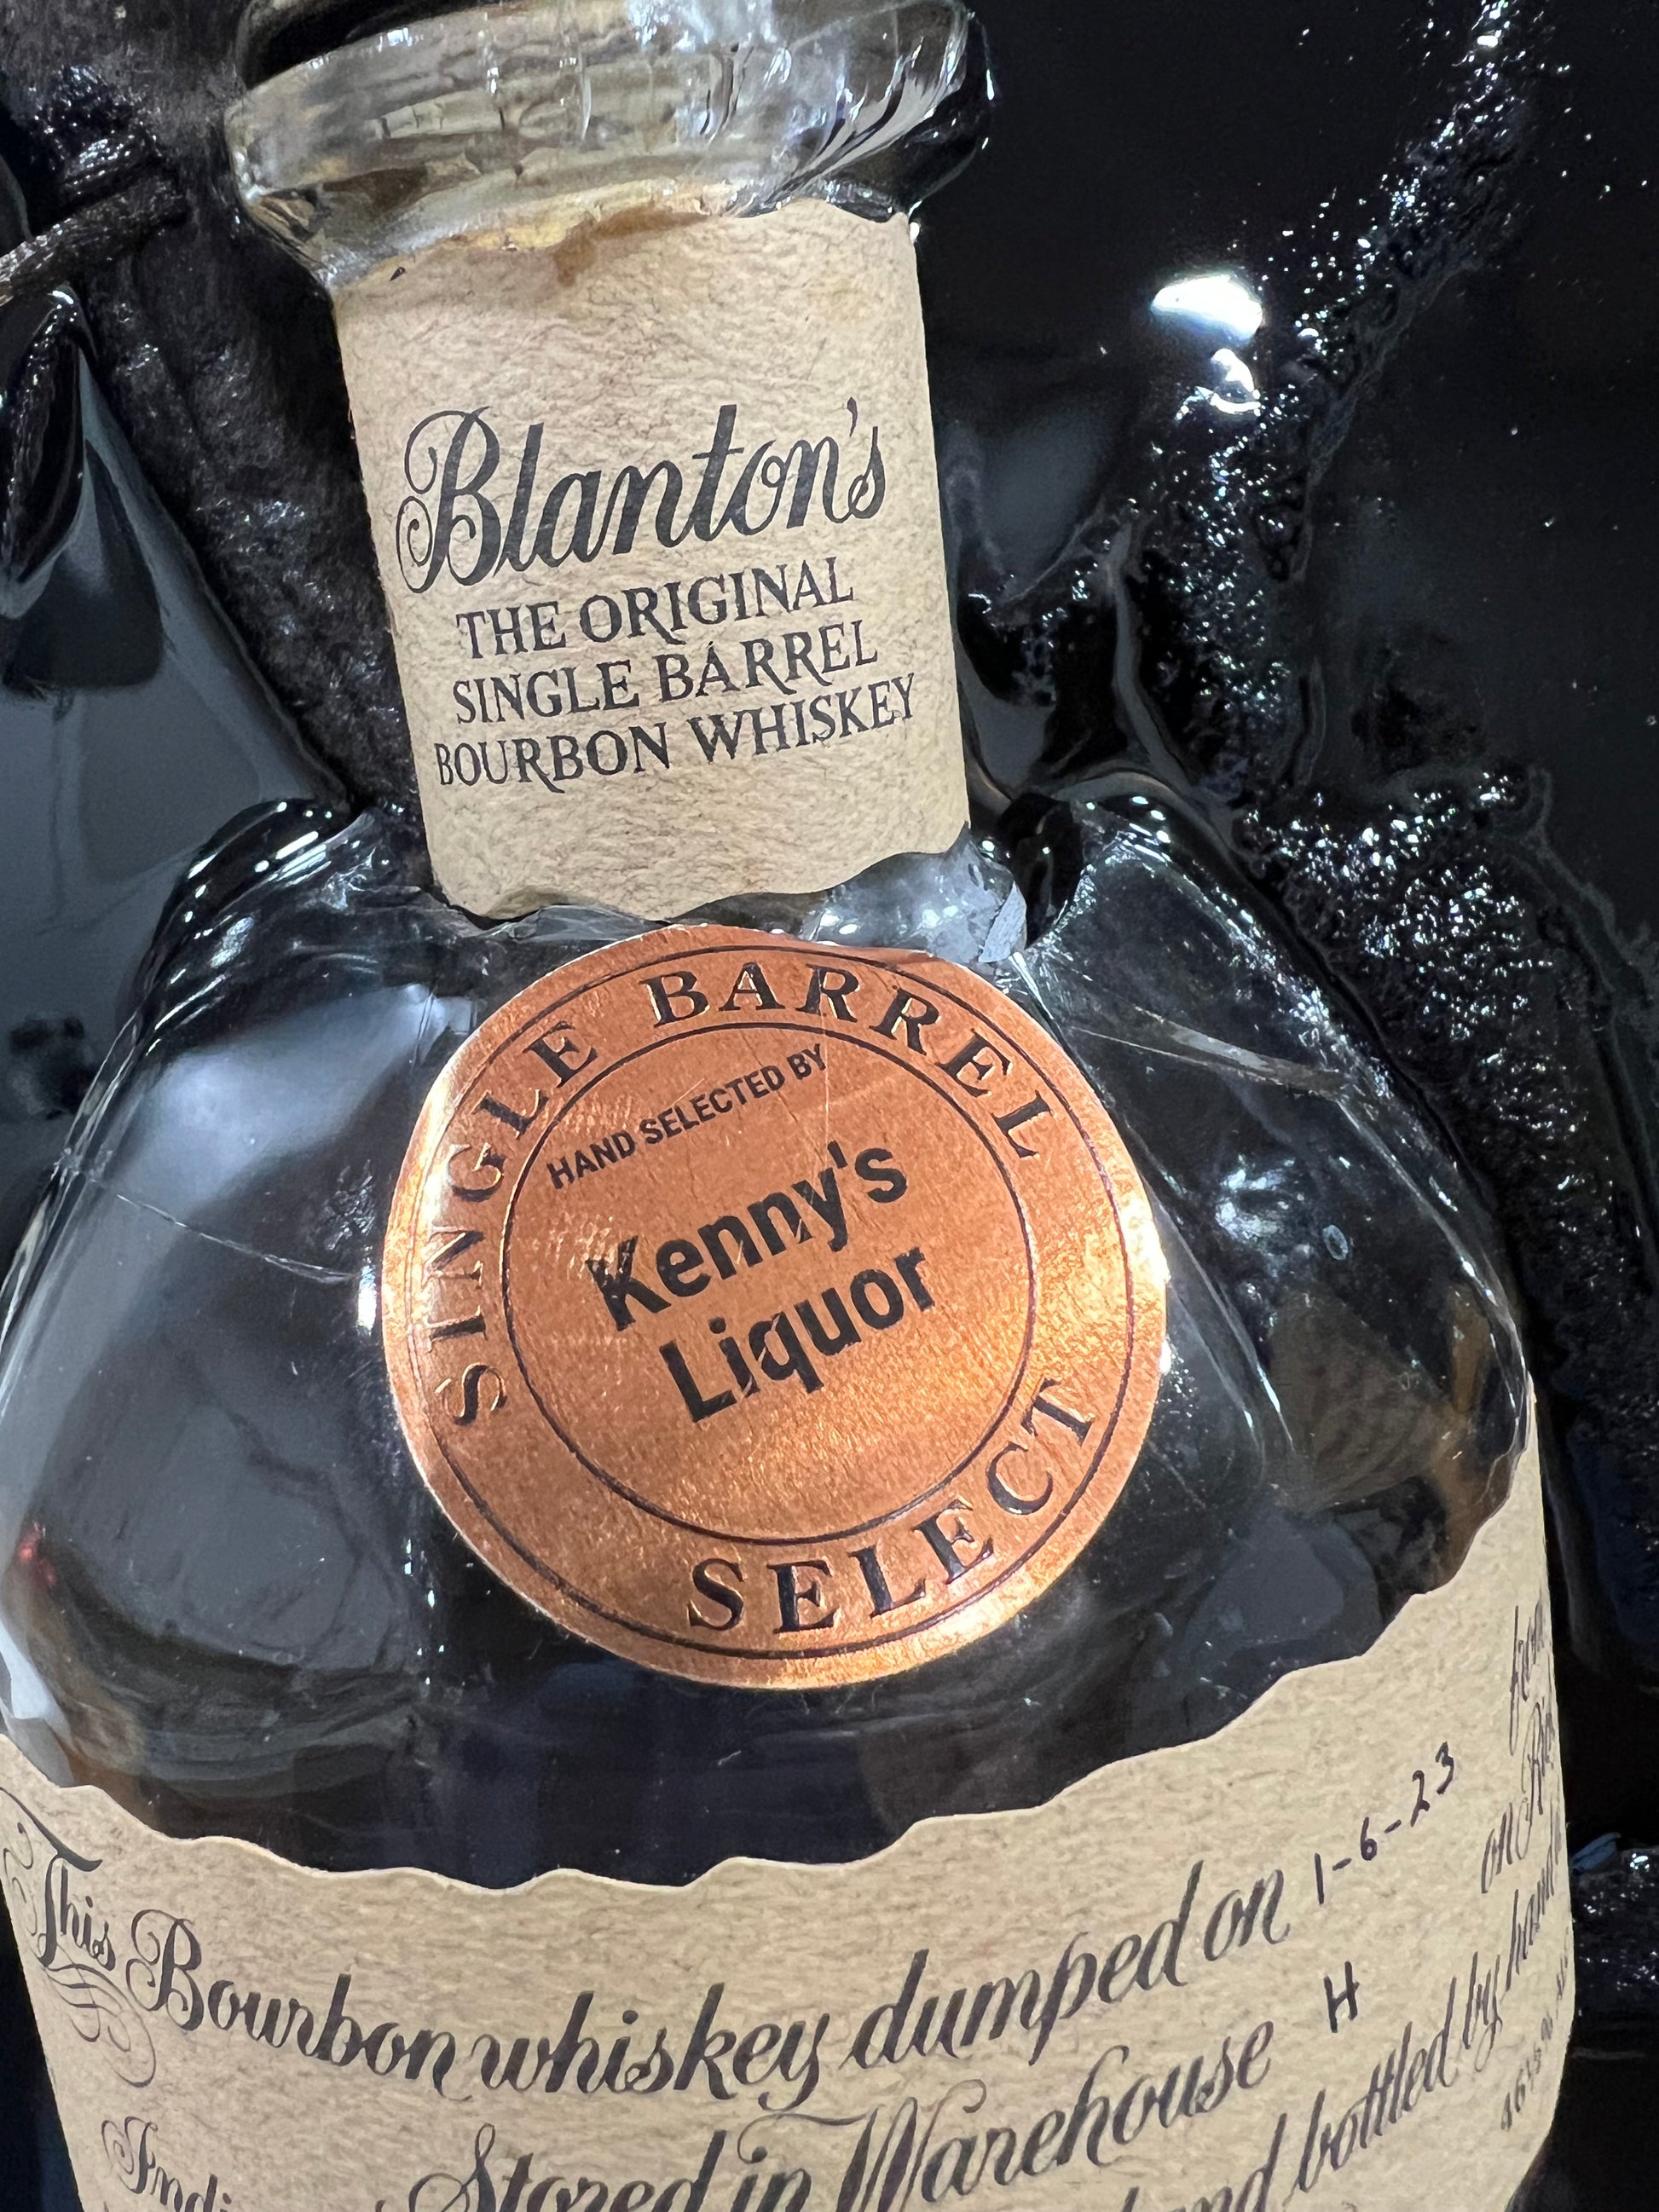 Blanton's
THE ORIGINAL
SINGLE BARREL
BOURBON WHISKEY
SINGLE BARREL
HAND SELECTED BY
Kenny's
Liquor
SELECT
This Bourbon whiskey dumped on 1-6-23
Stored in Warehouse H
and bottled by hand